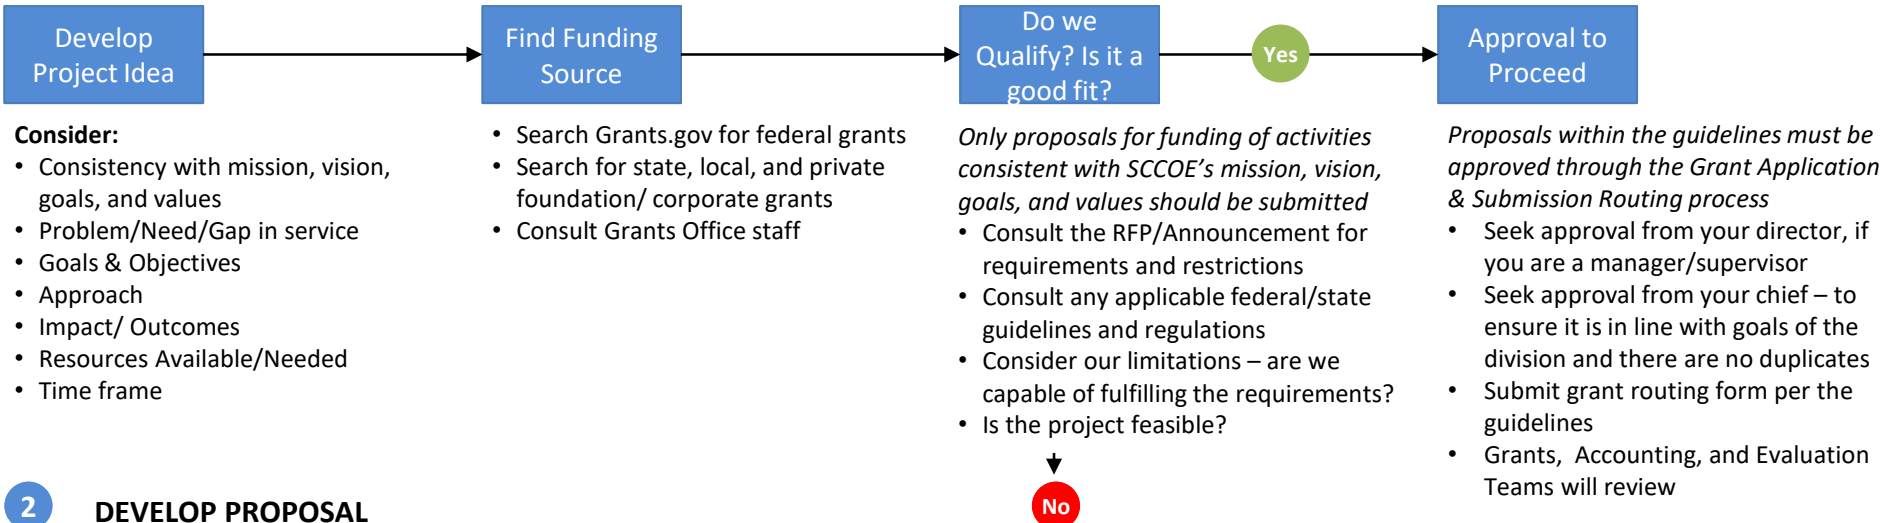 Develop
Project Idea
Find Funding
Source
Do we
Qualify? Is it a
good fit?
Yes
Approval to
Proceed
Consider:
• Consistency with mission, vision,
goals, and values
• Problem/Need/Gap in service
• Goals & Objectives
• Approach
• Impact/ Outcomes
• Resources Available/Needed
• Time frame
• Search Grants.gov for federal grants
• Search for state, local, and private
foundation/ corporate grants
• Consult Grants Office staff
Only proposals for funding of activities
consistent with SCCOE’s mission, vision,
goals, and values should be submitted
• Consult the RFP/Announcement for
requirements and restrictions
• Consult any applicable federal/state
guidelines and regulations
• Consider our limitations – are we
capable of fulfilling the requirements?
• Is the project feasible?
No
Proposals within the guidelines must be
approved through the Grant Application
& Submission Routing process
• Seek approval from your director, if
you are a manager/supervisor
• Seek approval from your chief – to
ensure it is in line with goals of the
division and there are no duplicates
• Submit grant routing form per the
guidelines
• Grants, Accounting, and Evaluation
Teams will review
2
DEVELOP PROPOSAL